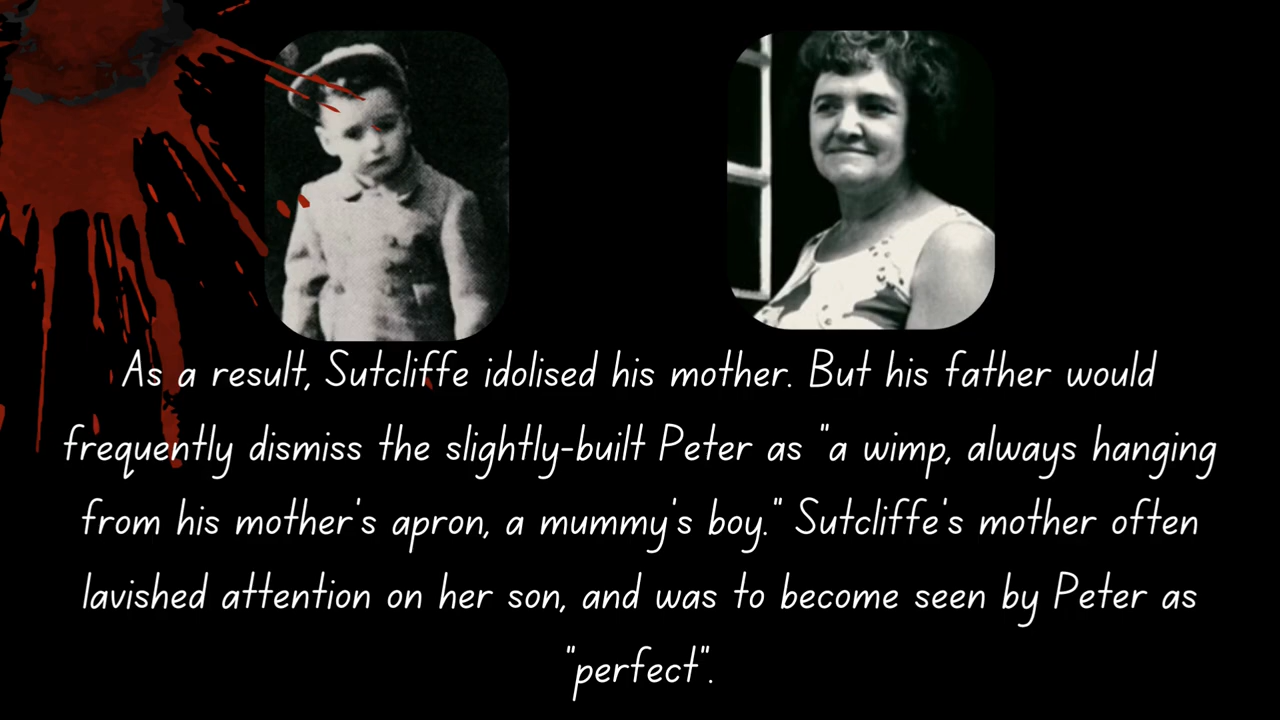 As a result, Sutcliffe idolised his mother. But his father would
frequently dismiss the slightly-built Peter as "a wimp, always hanging
from his mother's apron, a mummy's boy." Sutcliffe's mother often
lavished attention on her son, and was to become seen by Peter as
"perfect".